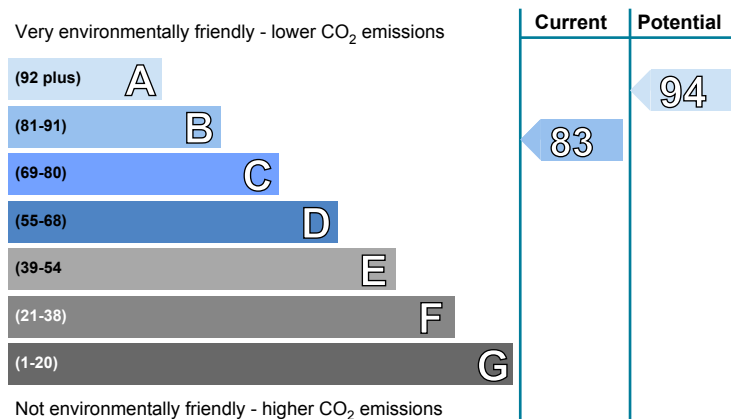 Very environmentally friendly - lower CO₂ emissions
Current
Potential
(92 plus) A
94
(81-91) B
83
(69-80) C
(55-68) D
(39-54 E
(21-38) F
(1-20) G
Not environmentally friendly - higher CO₂ emissions